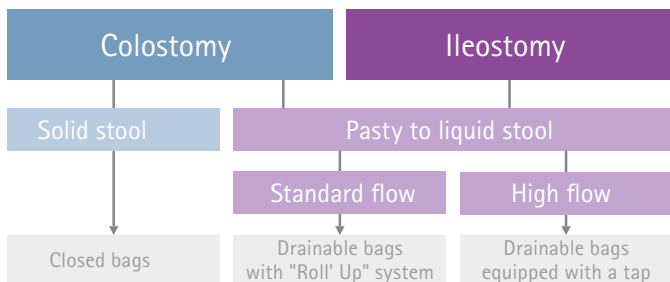 Colostomy
Ileostomy
Solid stool
Pasty to liquid stool
Standard flow
High flow
Closed bags
Drainable bags
with "Roll' Up" system
Drainable bags
equipped with a tap